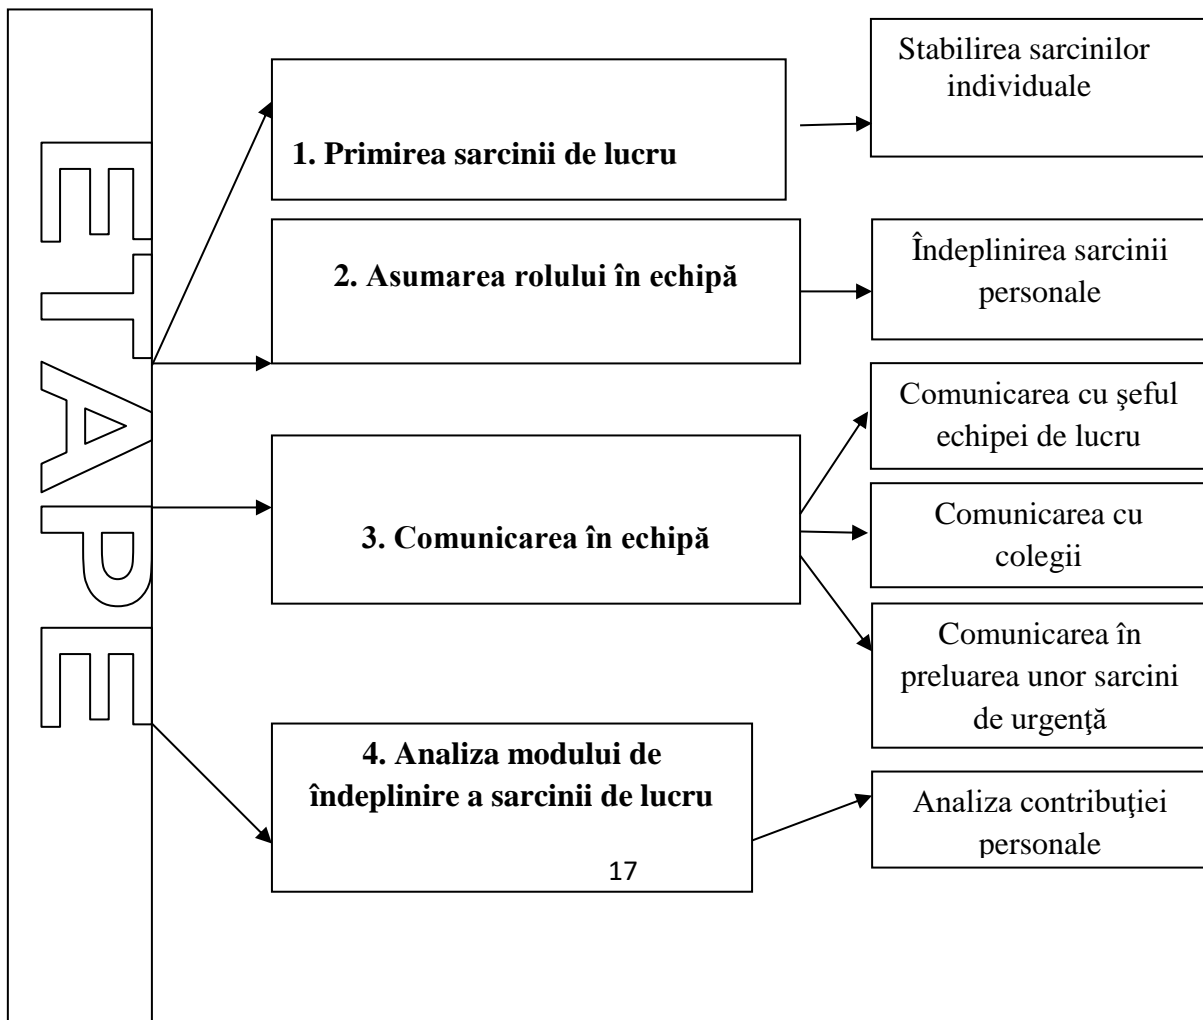 ETAPE
1. Primirea sarcinii de lucru
Stabilirea sarcinilor
individuale
2. Asumarea rolului în echipă
Îndeplinirea sarcinii
personale
3. Comunicarea în echipă
Comunicarea cu şeful
echipei de lucru
Comunicarea cu
colegii
Comunicarea în
preluarea unor sarcini
de urgenţă
4. Analiza modului de
îndeplinire a sarcinii de lucru
17
Analiza contribuţiei
personale